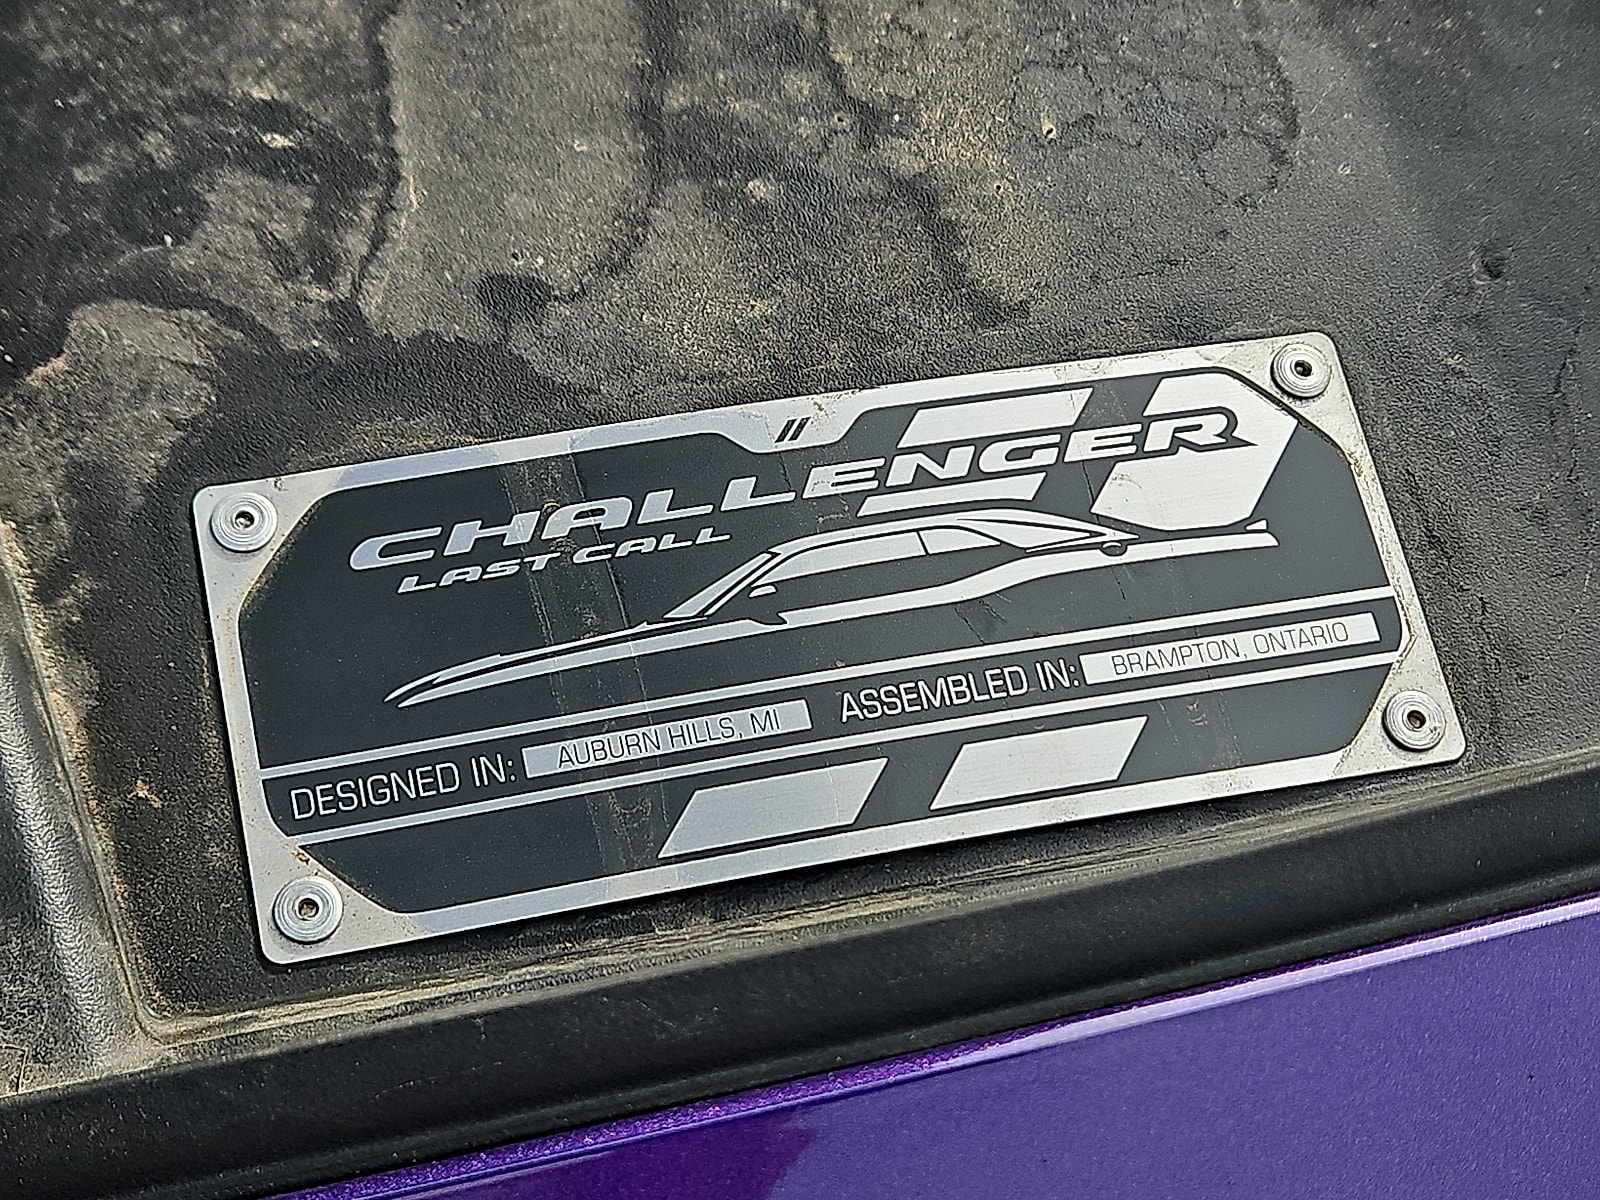 CHALLENGER
LAST CALL
DESIGNED IN: AUBURN HILLS, MI ASSEMBLED IN: BRAMPTON, ONTARIO